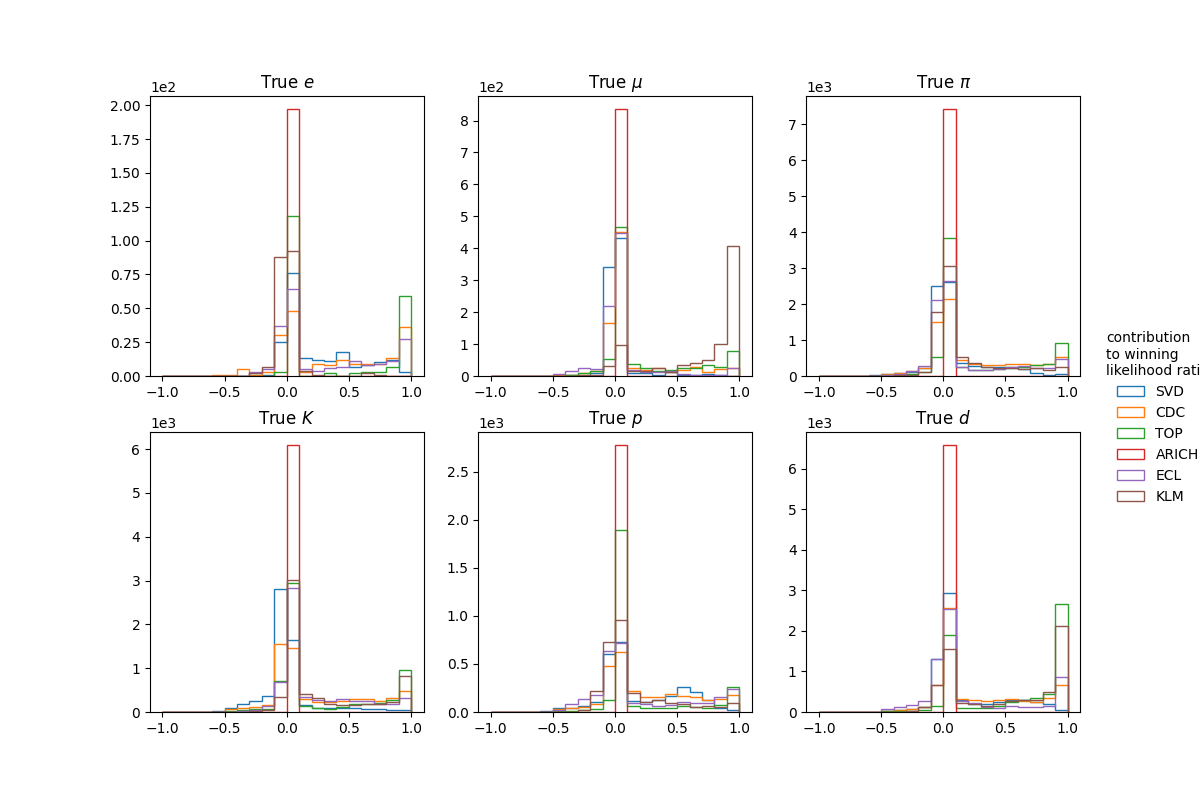 True e
1e2
2.00
1.75
1.50
1.25
1.00
0.75
0.50
0.25
0.00
−1.0 −0.5 0.0 0.5 1.0
True μ
1e2
8
7
6
5
4
3
2
1
0
−1.0 −0.5 0.0 0.5 1.0
True π
1e3
7
6
5
4
3
2
1
0
−1.0 −0.5 0.0 0.5 1.0
contribution
to winning
likelihood rati
SVD
CDC
TOP
ARICH
ECL
KLM
True K
1e3
6
5
4
3
2
1
0
−1.0 −0.5 0.0 0.5 1.0
True p
1e3
2.5
2.0
1.5
1.0
0.5
0.0
−1.0 −0.5 0.0 0.5 1.0
True d
1e3
6
5
4
3
2
1
0
−1.0 −0.5 0.0 0.5 1.0